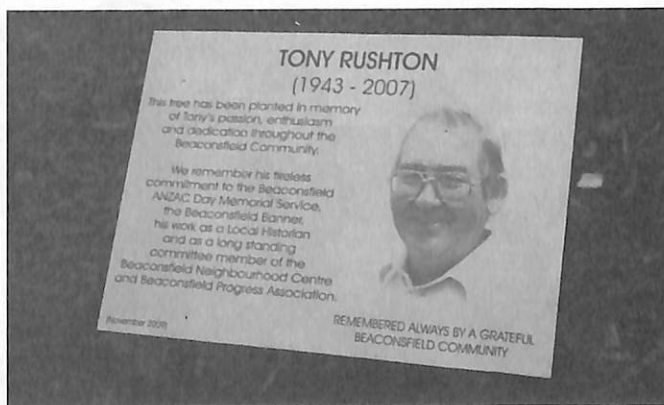 TONY RUSHTON
(1943 - 2007)
This tree has been planted in memory
of Tony's passion, enthusiasm
and dedication throughout the
Beaconsfield Community.
We remember his tireless
commitment to the Beaconsfield
ANZAC Day Memorial Service,
the Beaconsfield Banner,
his work as a Local Historian
and as a long standing
committee member of the
Beaconsfield Neighbourhood Centre
and Beaconsfield Progress Association.
(November 2009)
REMEMBERED ALWAYS BY A GRATEFUL
BEACONSFIELD COMMUNITY